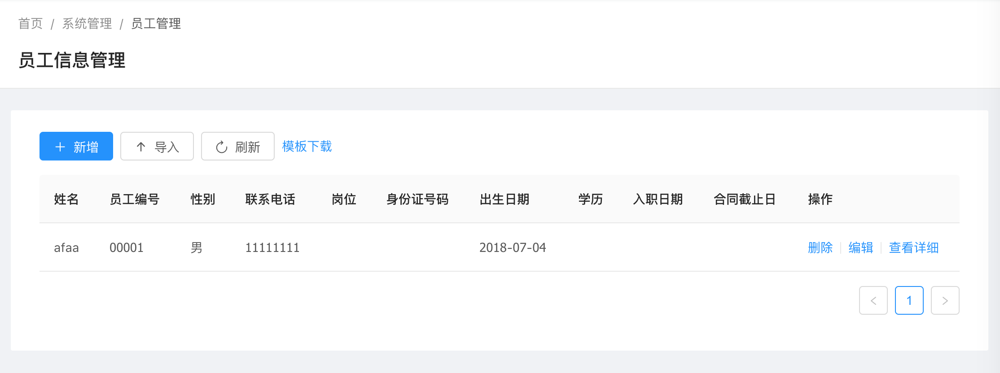 首页 / 系统管理 / 员工管理
员工信息管理
新增 导入 刷新 模板下载
姓名 员工编号 性别 联系电话 岗位 身份证号码 出生日期 学历 入职日期 合同截止日 操作
afaa 00001 男 11111111 2018-07-04 删除 编辑 查看详细
1